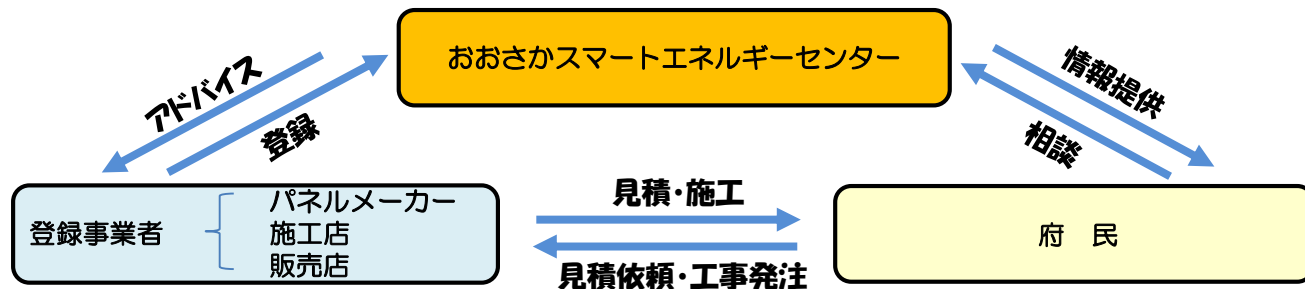 おおさかスマートエネルギーセンター
アドバイス
登録
情報提供
相談
登録事業者
パネルメーカー
施工店
販売店
見積・施工
見積依頼・工事発注
府　民